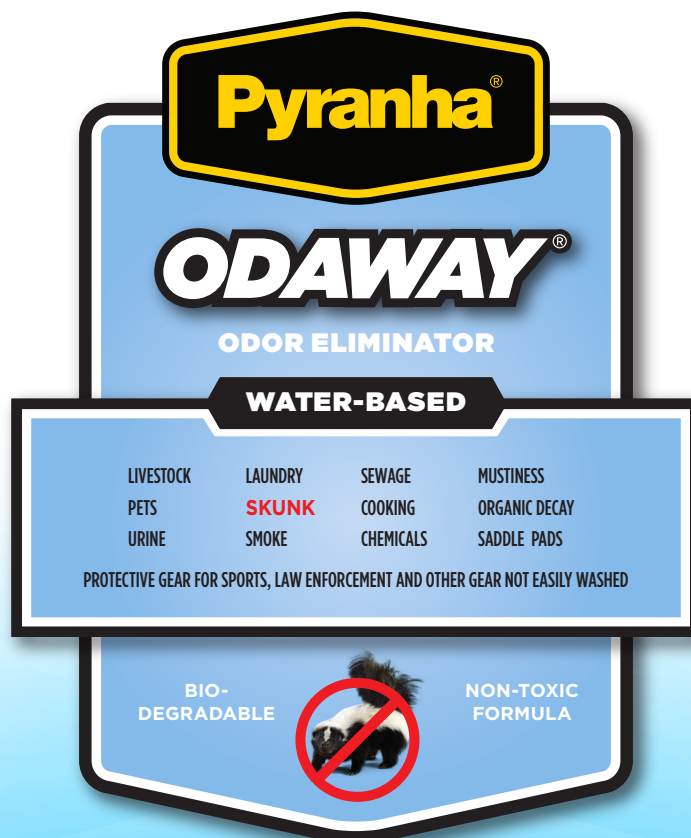 Pyranha®
ODAWAY®
ODOR ELIMINATOR
WATER-BASED
LIVESTOCK LAUNDRY SEWAGE MUSTINESS
PETS SKUNK COOKING ORGANIC DECAY
URINE SMOKE CHEMICALS SADDLE PADS
PROTECTIVE GEAR FOR SPORTS, LAW ENFORCEMENT AND OTHER GEAR NOT EASILY WASHED
BIO-
DEGRADABLE
NON-TOXIC
FORMULA